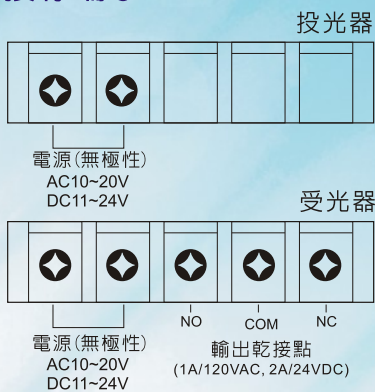 投光器
電源(無極性)
AC10~20V
DC11~24V
受光器
NO
COM
NC
電源(無極性)
AC10~20V
DC11~24V
輸出乾接點
(1A/120VAC, 2A/24VDC)